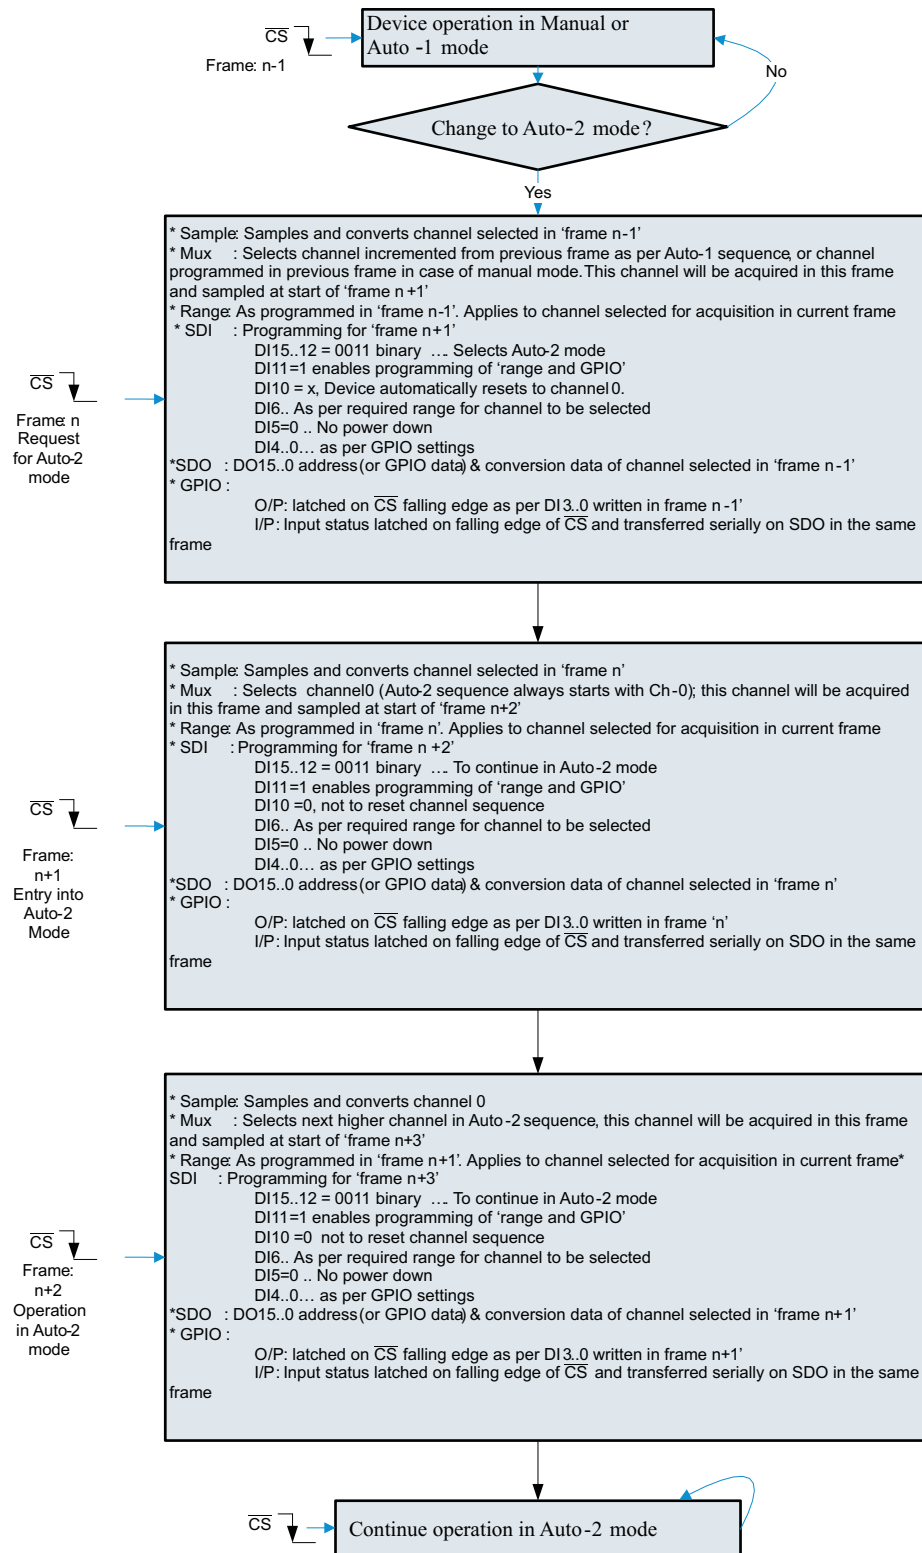 Device operation in Manual or
Auto -1 mode
CS
Frame: n-1
No
Change to Auto-2 mode?
Yes
* Sample: Samples and converts channel selected in ‘frame n-1’
* Mux : Selects channel incremented from previous frame as per Auto-1 sequence, or channel
programmed in previous frame in case of manual mode. This channel will be acquired in this frame
and sampled at start of ‘frame n+1’
* Range: As programmed in ‘frame n-1’. Applies to channel selected for acquisition in current frame
* SDI : Programming for ‘frame n+1’
DI15..12 = 0011 binary …. Selects Auto-2 mode
DI11=1 enables programming of ‘range and GPIO’
DI10 = x, Device automatically resets to channel 0.
DI6.. As per required range for channel to be selected
DI5=0 .. No power down
DI4..0… as per GPIO settings
*SDO : DO15..0 address (or GPIO data) & conversion data of channel selected in ‘frame n-1’
* GPIO :
O/P: latched on CS falling edge as per DI3..0 written in frame n-1’
I/P: Input status latched on falling edge of CS and transferred serially on SDO in the same
frame
CS
Frame: n
Request
for Auto-2
mode
* Sample: Samples and converts channel selected in ‘frame n’
* Mux : Selects channel0 (Auto-2 sequence always starts with Ch-0); this channel will be acquired
in this frame and sampled at start of ‘frame n+2’
* Range: As programmed in ‘frame n’. Applies to channel selected for acquisition in current frame
* SDI : Programming for ‘frame n +2’
DI15..12 = 0011 binary …. To continue in Auto-2 mode
DI11=1 enables programming of ‘range and GPIO’
DI10 =0, not to reset channel sequence
DI6.. As per required range for channel to be selected
DI5=0 .. No power down
DI4..0… as per GPIO settings
*SDO : DO15..0 address (or GPIO data) & conversion data of channel selected in ‘frame n’
* GPIO :
O/P: latched on CS falling edge as per DI3..0 written in frame ‘n’
I/P: Input status latched on falling edge of CS and transferred serially on SDO in the same
frame
CS
Frame:
n+1
Entry into
Auto-2
Mode
* Sample: Samples and converts channel 0
* Mux : Selects next higher channel in Auto-2 sequence, this channel will be acquired in this frame
and sampled at start of ‘frame n+3’
* Range: As programmed in ‘frame n+1’. Applies to channel selected for acquisition in current frame*
SDI : Programming for ‘frame n+3’
DI15..12 = 0011 binary …. To continue in Auto-2 mode
DI11=1 enables programming of ‘range and GPIO’
DI10 =0 not to reset channel sequence
DI6.. As per required range for channel to be selected
DI5=0 .. No power down
DI4..0… as per GPIO settings
*SDO : DO15..0 address (or GPIO data) & conversion data of channel selected in ‘frame n+1’
* GPIO :
O/P: latched on CS falling edge as per DI3..0 written in frame n+1’
I/P: Input status latched on falling edge of CS and transferred serially on SDO in the same
frame
CS
Frame:
n+2
Operation
in Auto-2
mode
CS
Continue operation in Auto-2 mode